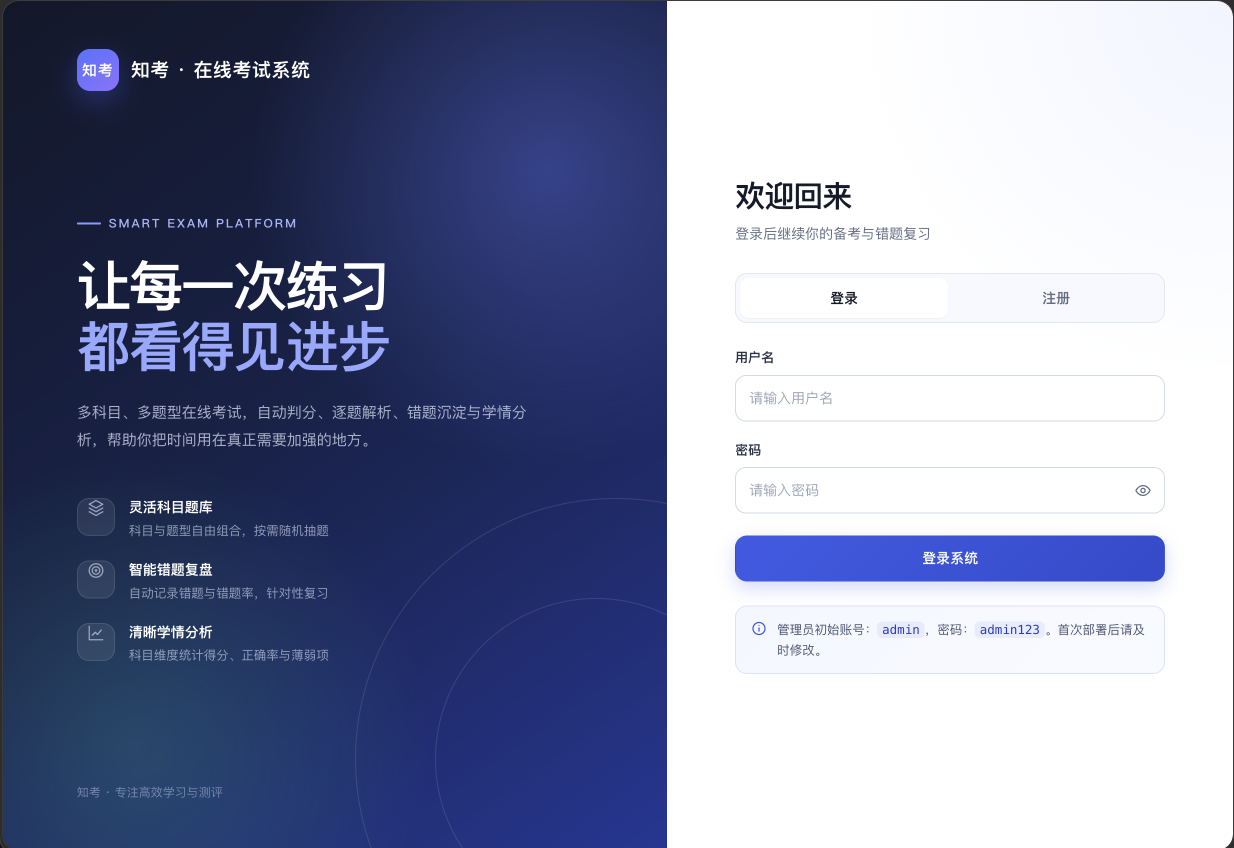 知考
知考 · 在线考试系统
SMART EXAM PLATFORM
让每一次练习
都看得见进步
多科目、多题型在线考试，自动判分、逐题解析、错题沉淀与学情分
析，帮助你把时间用在真正需要加强的地方。
灵活科目题库
科目与题型自由组合，按需随机抽题
智能错题复盘
自动记录错题与错题率，针对性复习
清晰学情分析
科目维度统计得分、正确率与薄弱项
知考 · 专注高效学习与测评
欢迎回来
登录后继续你的备考与错题复习
登录
注册
用户名
请输入用户名
密码
请输入密码
登录系统
管理员初始账号：admin，密码：admin123。首次部署后请及
时修改。